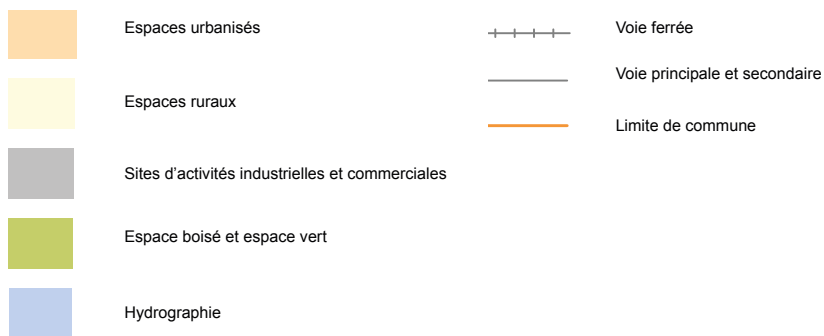 Espaces urbanisés
Espaces ruraux
Sites d’activités industrielles et commerciales
Espace boisé et espace vert
Hydrographie
Voie ferrée
Voie principale et secondaire
Limite de commune